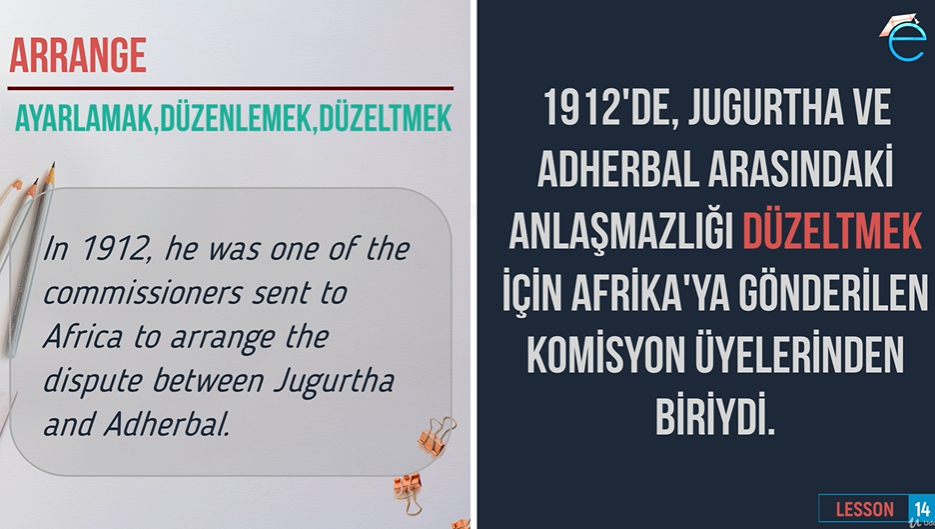 ARRANGE
AYARLAMAK,DÜZENLEMEK,DÜZELTMEK
In 1912, he was one of the
commissioners sent to
Africa to arrange the
dispute between Jugurtha
and Adherbal.
1912'DE, JUGURTHA VE
ADHERBAL ARASINDAKİ
ANLAŞMAZLIĞI DÜZELTMEK
İÇİN AFRİKA'YA GÖNDERİLEN
KOMİSYON ÜYELERİNDEN
BİRİYDİ.
LESSON 14